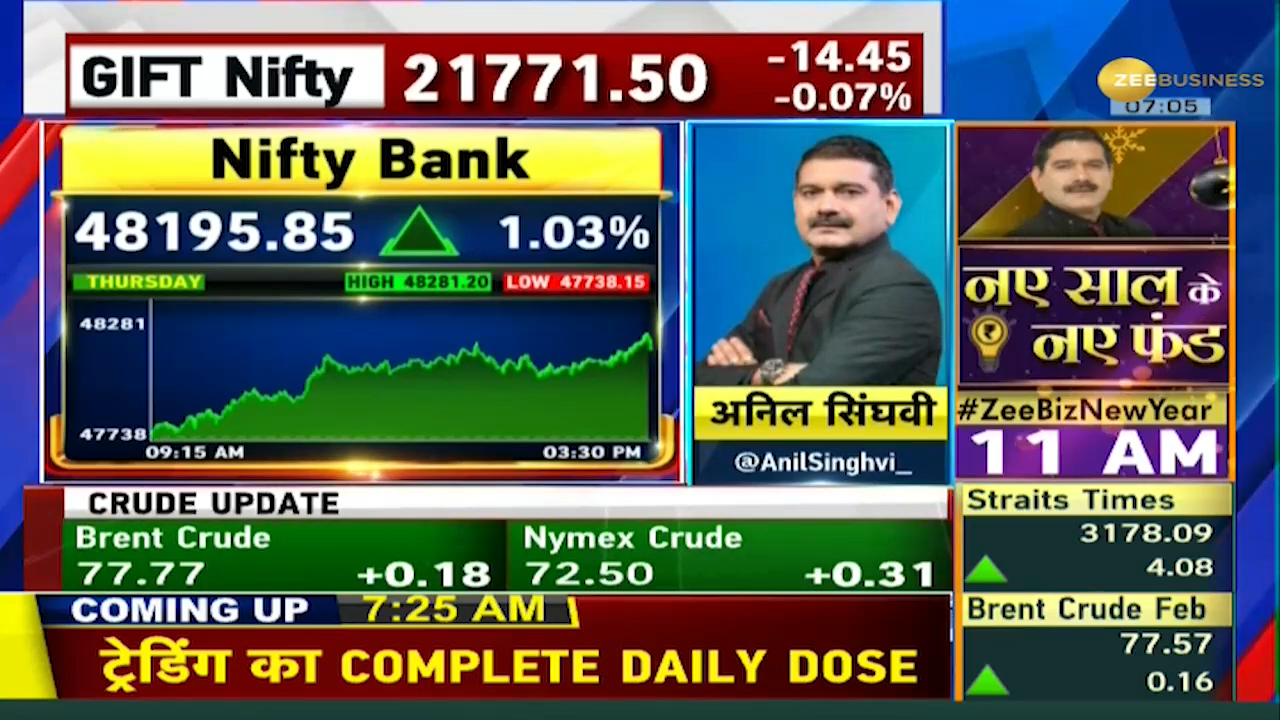 GIFT Nifty
21771.50
-14.45
-0.07%
ZEEBUSINESS
07:05
Nifty Bank
48195.85
1.03%
THURSDAY
HIGH 48281.20
LOW 47738.15
48281
47738
09:15 AM
03:30 PM
अनिल सिंघवी
@AnilSinghvi_
नए साल के
नए फंड
#ZeeBizNewYear
11 AM
CRUDE UPDATE
Brent Crude
77.77
+0.18
Nymex Crude
72.50
+0.31
Straits Times
3178.09
4.08
Brent Crude Feb
77.57
0.16
COMING UP
7:25 AM
ट्रेडिंग का COMPLETE DAILY DOSE